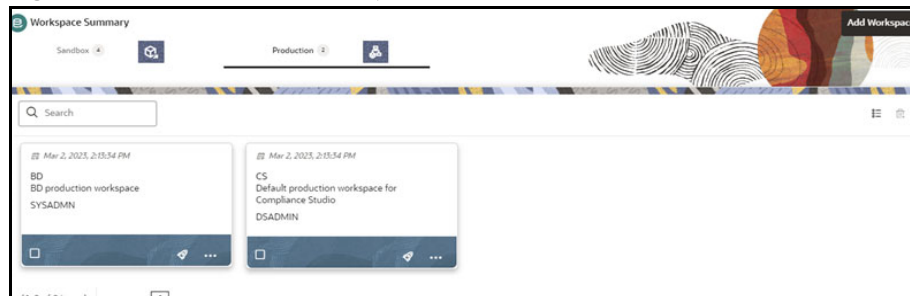 Workspace Summary
Add Workspac
Sandbox 4
Production 2
Search
Mar 2, 2023, 2:13:34 PM
BD
BD production workspace
SYSADMN
Mar 2, 2023, 2:13:34 PM
CS
Default production workspace for
Compliance Studio
DSADMIN